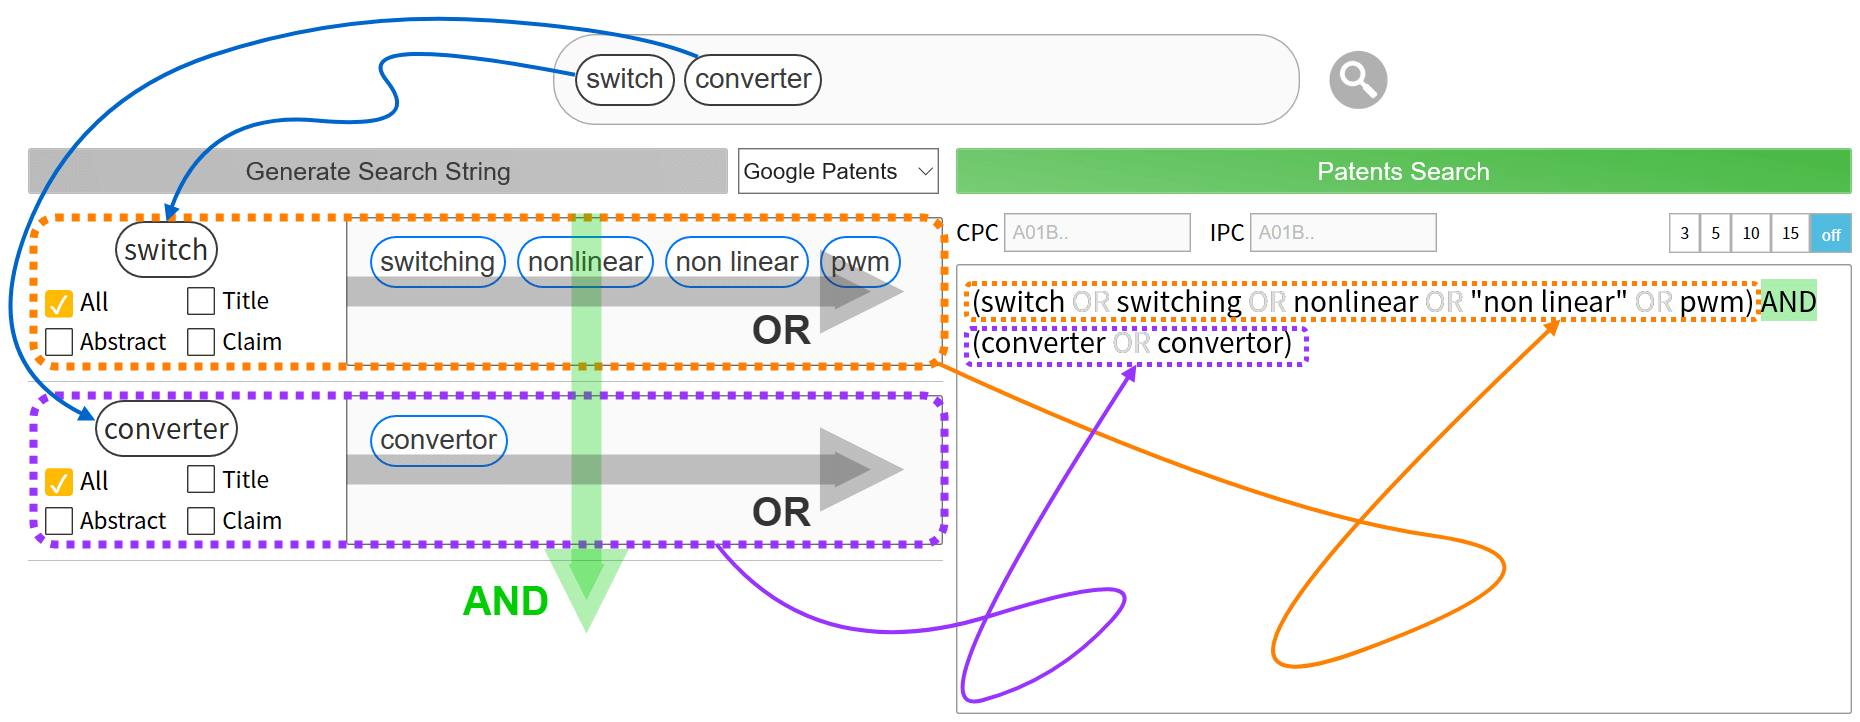 switch converter
Generate Search String
Google Patents
Patents Search
switch
All
Title
Abstract
Claim
switching nonlinear non linear pwm
OR
converter
All
Title
Abstract
Claim
convertor
OR
AND
CPC A01B.. IPC A01B.. 3 5 10 15 off
(switch OR switching OR nonlinear OR "non linear" OR pwm) AND
(converter OR convertor)